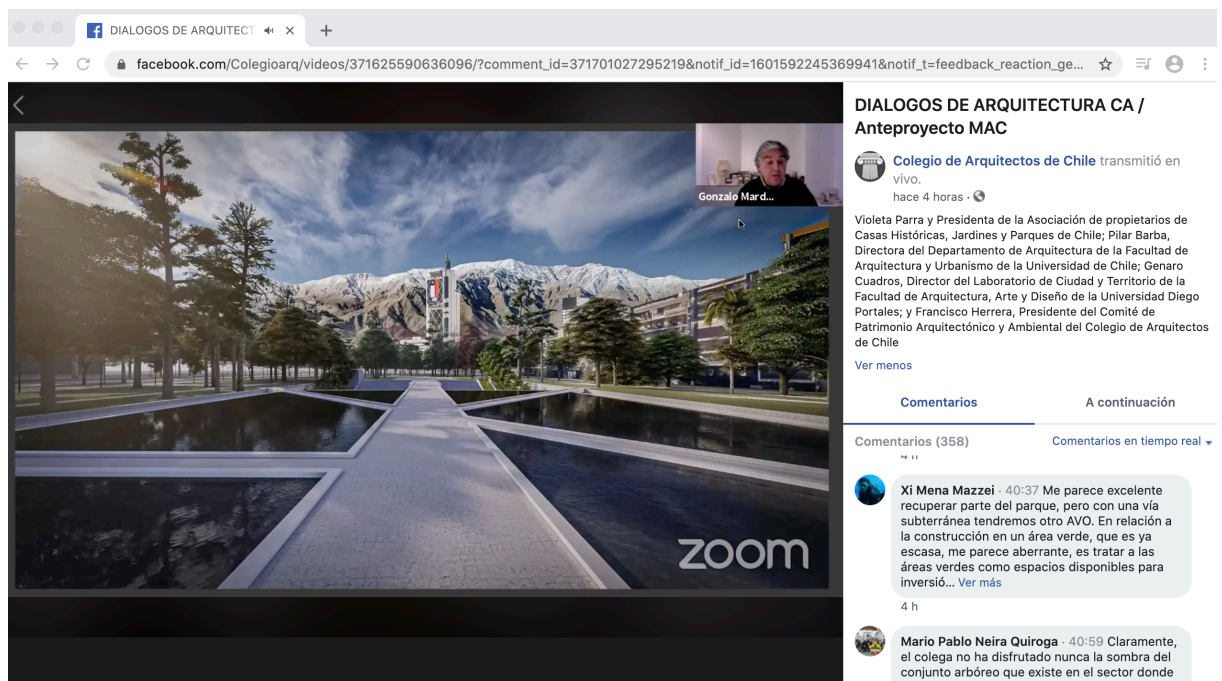 DIALOGOS DE ARQUITECT
facebook.com/Colegioarq/videos/371625590636096/?comment_id=371701027295219&notif_id=1601592245369941&notif_t=feedback_reaction_ge...
Gonzalo Mard...
zoom
DIALOGOS DE ARQUITECTURA CA /
Anteproyecto MAC
Colegio de Arquitectos de Chile transmitió en
vivo.
hace 4 horas ·
Violeta Parra y Presidenta de la Asociación de propietarios de
Casas Históricas, Jardines y Parques de Chile; Pilar Barba,
Directora del Departamento de Arquitectura de la Facultad de
Arquitectura y Urbanismo de la Universidad de Chile; Genaro
Cuadros, Director del Laboratorio de Ciudad y Territorio de la
Facultad de Arquitectura, Arte y Diseño de la Universidad Diego
Portales; y Francisco Herrera, Presidente del Comité de
Patrimonio Arquitectónico y Ambiental del Colegio de Arquitectos
de Chile
Ver menos
Comentarios
A continuación
Comentarios (358)
Comentarios en tiempo real
4 h
Xi Mena Mazzei · 40:37 Me parece excelente
recuperar parte del parque, pero con una vía
subterránea tendremos otro AVO. En relación a
la construcción en un área verde, que es ya
escasa, me parece aberrante, es tratar a las
áreas verdes como espacios disponibles para
inversió... Ver más
4 h
Mario Pablo Neira Quiroga · 40:59 Claramente,
el colega no ha disfrutado nunca la sombra del
conjunto arbóreo que existe en el sector donde